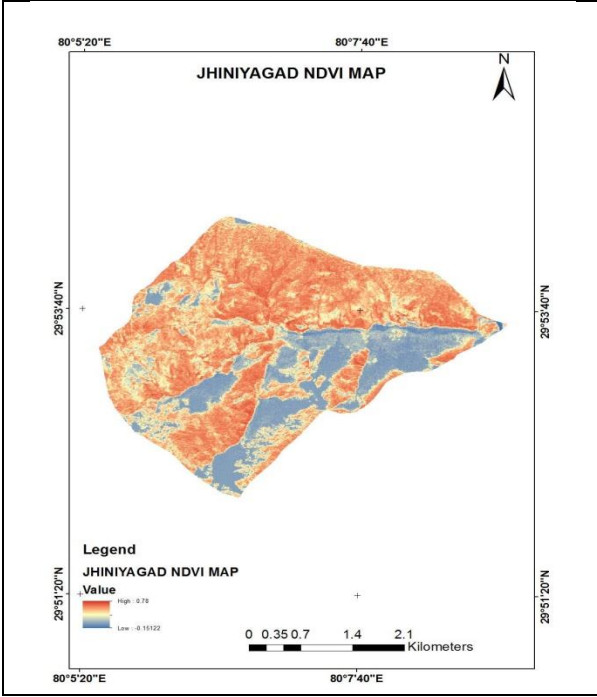 80°5'20"E 80°7'40"E
N
JHINIYAGAD NDVI MAP
29°53'40"N 29°53'40"N
29°51'20"N 29°51'20"N
Legend
JHINIYAGAD NDVI MAP
Value
High : 0.78
Low : -0.15122
0 0.35 0.7 1.4 2.1
Kilometers
80°5'20"E 80°7'40"E